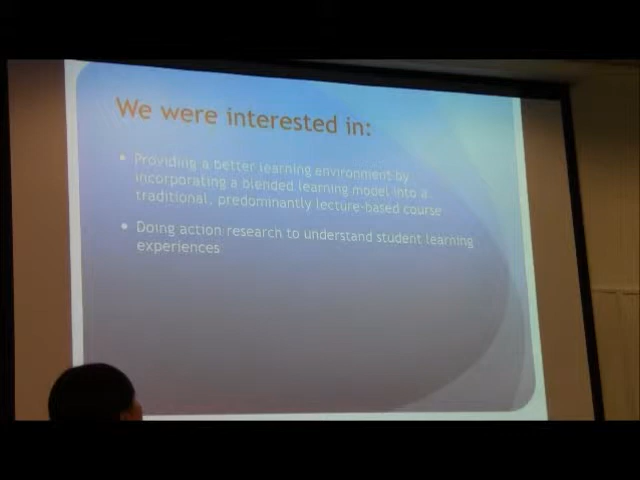 We were interested in:
• Providing a better learning environment by
incorporating a blended learning model into a
traditional, predominantly lecture-based course
• Doing action research to understand student learning
experiences